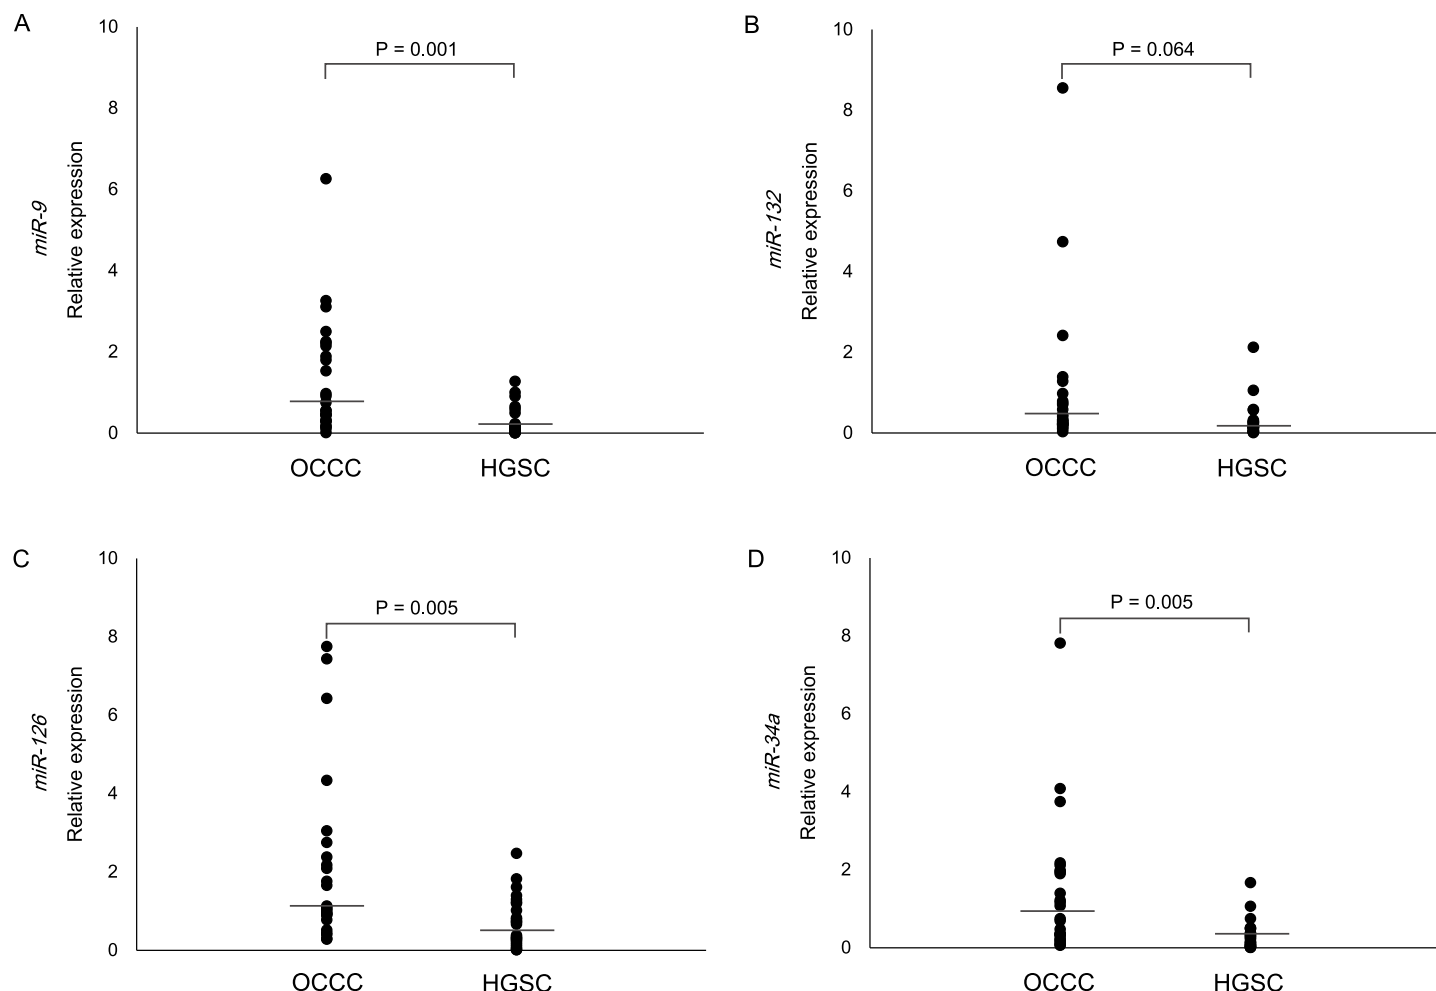 A
10
8
6
4
2
0
miR-9
Relative expression
P = 0.001
OCCC
HGSC
B
10
8
6
4
2
0
miR-132
Relative expression
P = 0.064
OCCC
HGSC
C
10
8
6
4
2
0
miR-126
Relative expression
P = 0.005
OCCC
HGSC
D
10
8
6
4
2
0
miR-34a
Relative expression
P = 0.005
OCCC
HGSC